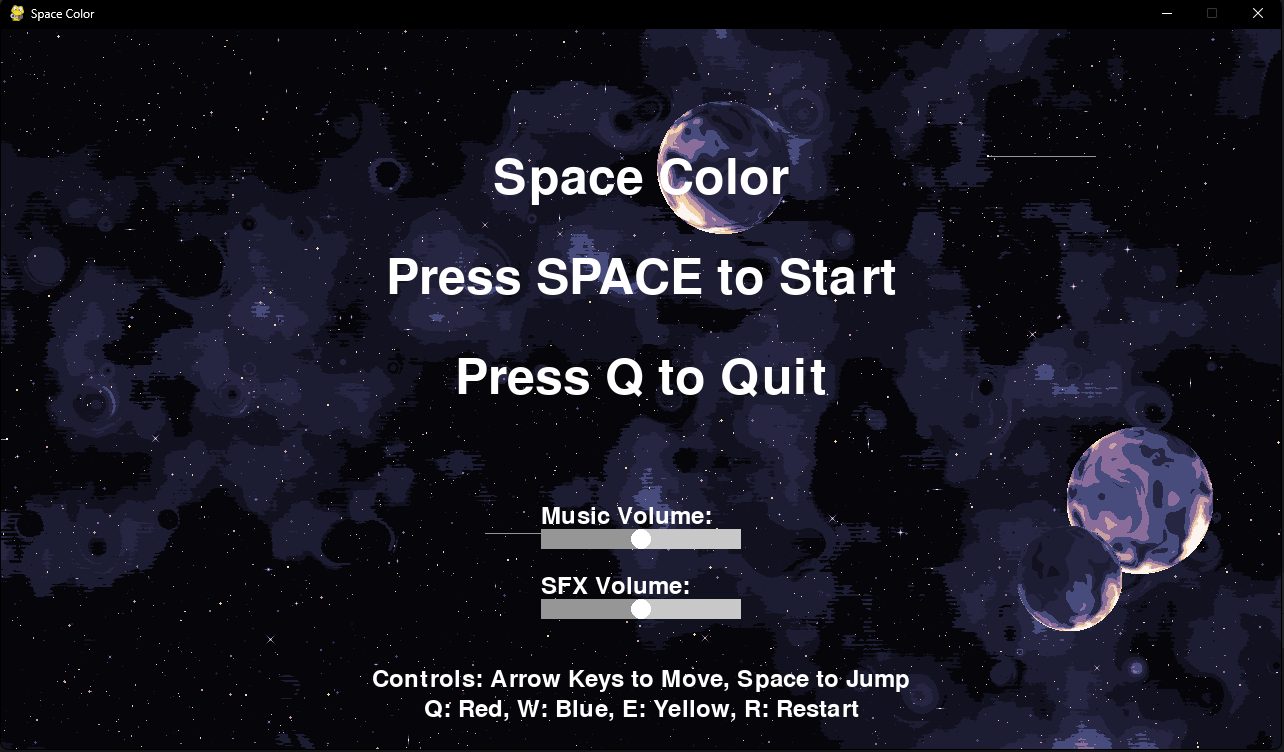 Space Color
Space Color
Press SPACE to Start
Press Q to Quit
Music Volume:
SFX Volume:
Controls: Arrow Keys to Move, Space to Jump
Q: Red, W: Blue, E: Yellow, R: Restart